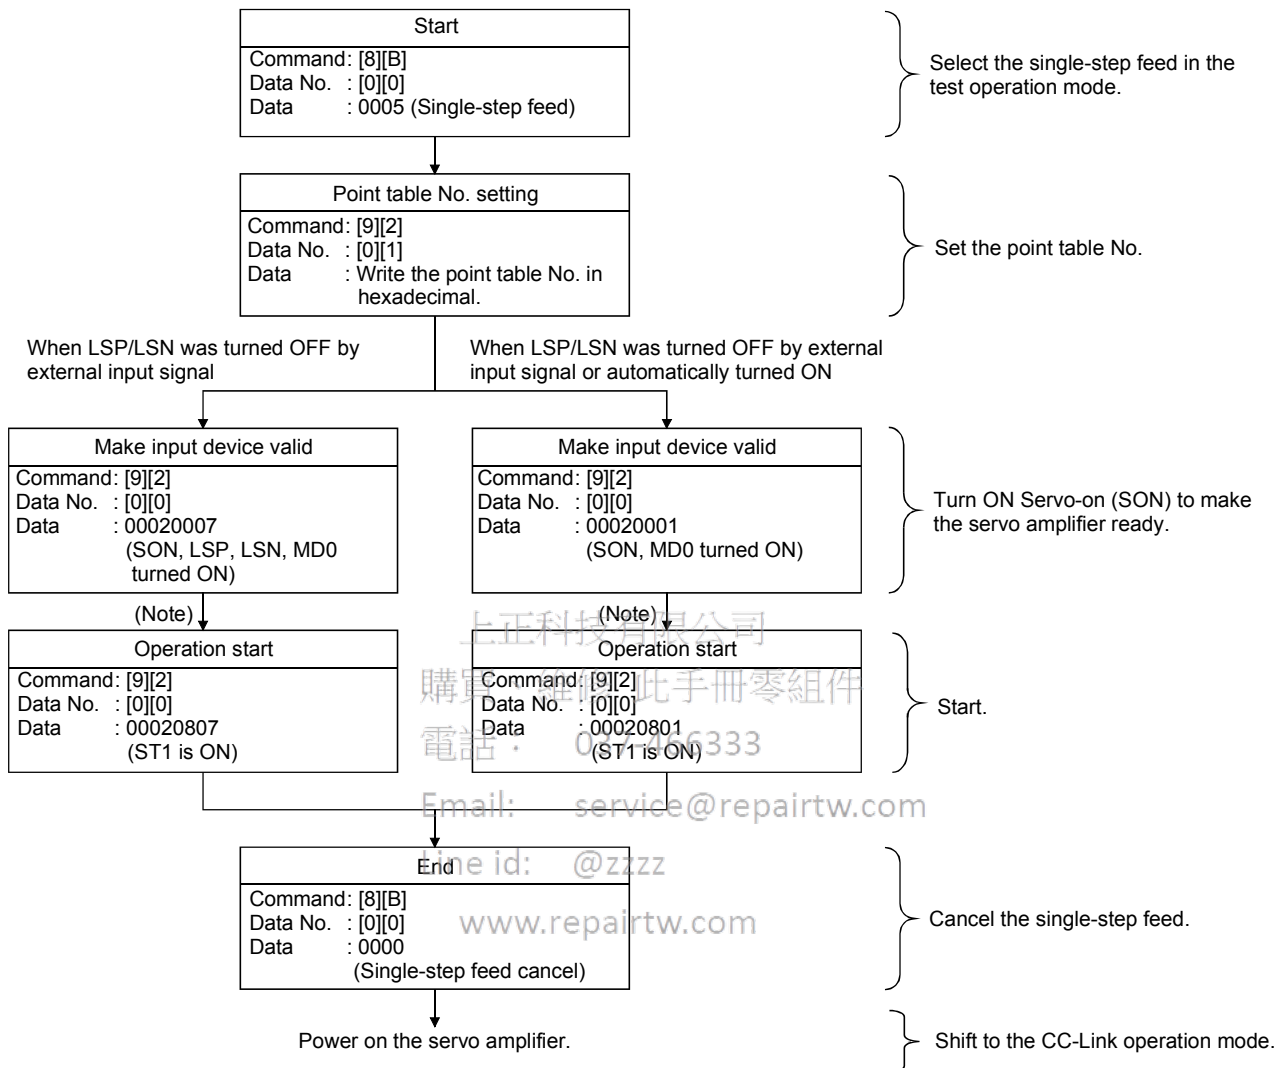 Start
Command: [8][B]
Data No. : [0][0]
Data : 0005 (Single-step feed)
Select the single-step feed in the
test operation mode.
Point table No. setting
Command: [9][2]
Data No. : [0][1]
Data : Write the point table No. in
hexadecimal.
Set the point table No.
When LSP/LSN was turned OFF by
external input signal
When LSP/LSN was turned OFF by external
input signal or automatically turned ON
Make input device valid
Command: [9][2]
Data No. : [0][0]
Data : 00020007
(SON, LSP, LSN, MD0
turned ON)
Make input device valid
Command: [9][2]
Data No. : [0][0]
Data : 00020001
(SON, MD0 turned ON)
Turn ON Servo-on (SON) to make
the servo amplifier ready.
(Note)
(Note)
Operation start
Command: [9][2]
Data No. : [0][0]
Data : 00020807
(ST1 is ON)
Operation start
Command: [9][2]
Data No. : [0][0]
Data : 00020801
(ST1 is ON)
Start.
上正科技有限公司
購買、維修 此手冊零組件
電話: 037-466333
Email: service@repairtw.com
Line id: @zzzz
www.repairtw.com
End
Command: [8][B]
Data No. : [0][0]
Data : 0000
(Single-step feed cancel)
Cancel the single-step feed.
Power on the servo amplifier.
Shift to the CC-Link operation mode.